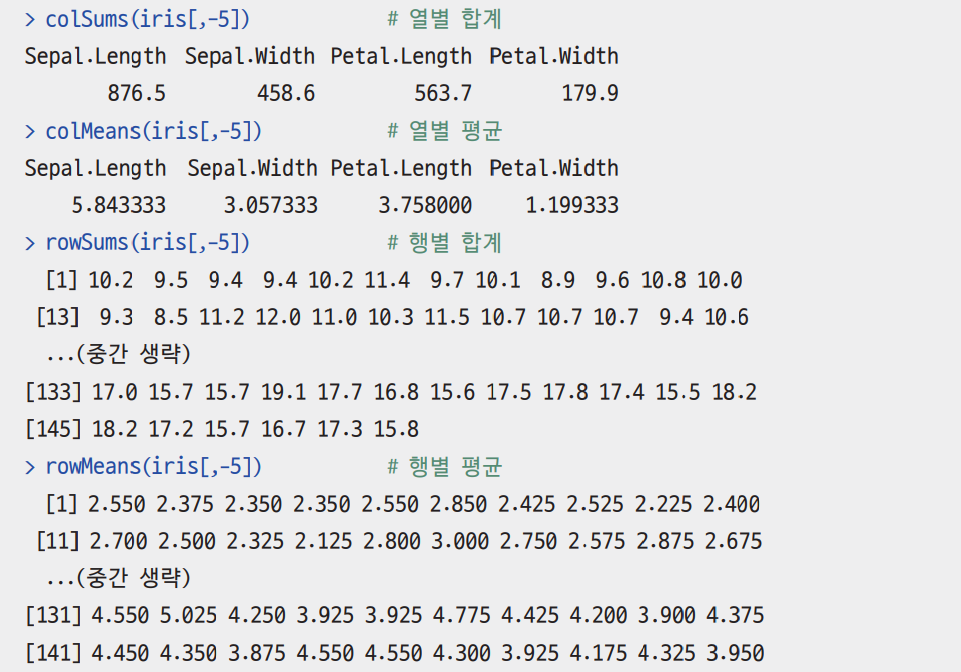 > colSums(iris[,-5]) # 열별 합계
Sepal.Length Sepal.Width Petal.Length Petal.Width
876.5 458.6 563.7 179.9
> colMeans(iris[,-5]) # 열별 평균
Sepal.Length Sepal.Width Petal.Length Petal.Width
5.843333 3.057333 3.758000 1.199333
> rowSums(iris[,-5]) # 행별 합계
[1] 10.2 9.5 9.4 9.4 10.2 11.4 9.7 10.1 8.9 9.6 10.8 10.0
[13] 9.3 8.5 11.2 12.0 11.0 10.3 11.5 10.7 10.7 10.7 9.4 10.6
...(중간 생략)
[133] 17.0 15.7 15.7 19.1 17.7 16.8 15.6 17.5 17.8 17.4 15.5 18.2
[145] 18.2 17.2 15.7 16.7 17.3 15.8
> rowMeans(iris[,-5]) # 행별 평균
[1] 2.550 2.375 2.350 2.350 2.550 2.850 2.425 2.525 2.225 2.400
[11] 2.700 2.500 2.325 2.125 2.800 3.000 2.750 2.575 2.875 2.675
...(중간 생략)
[131] 4.550 5.025 4.250 3.925 3.925 4.775 4.425 4.200 3.900 4.375
[141] 4.450 4.350 3.875 4.550 4.550 4.300 3.925 4.175 4.325 3.950